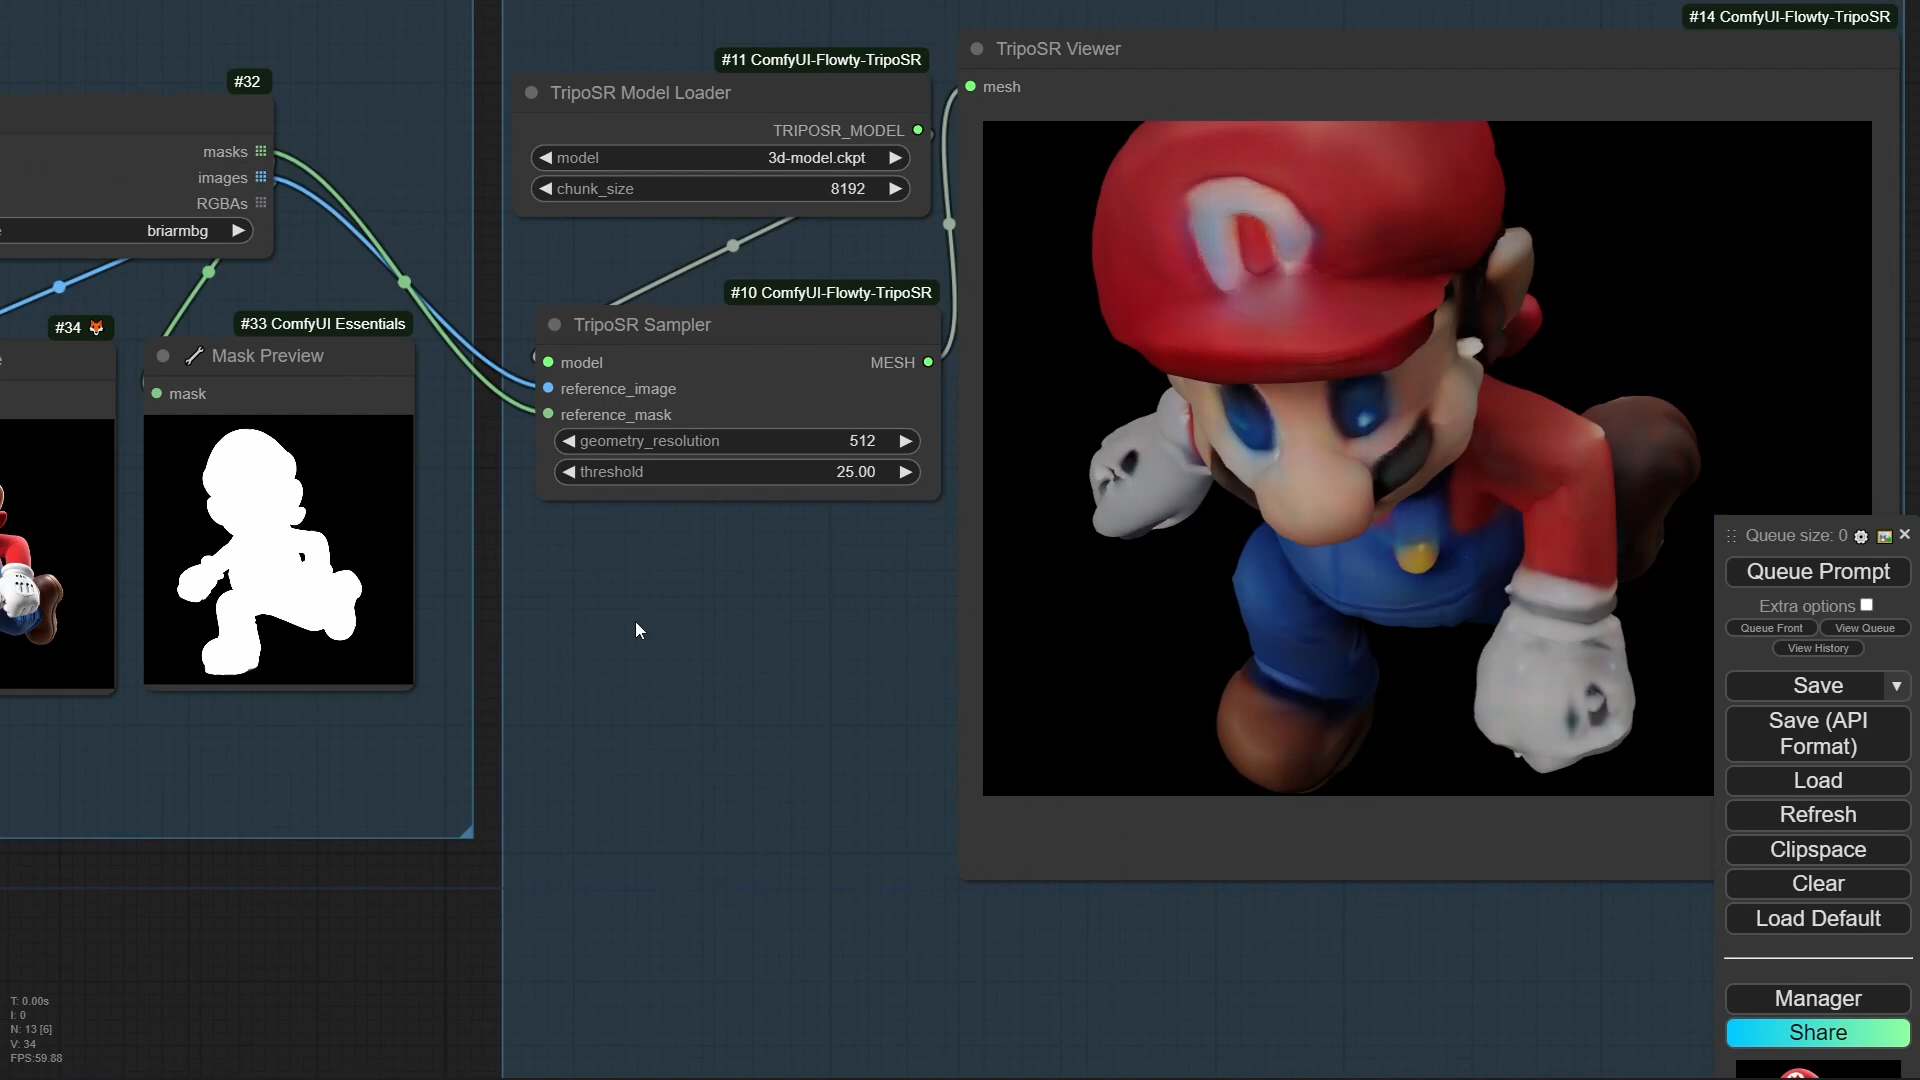 #32
masks
images
RGBAs
briarmbg
#34
#33 ComfyUI Essentials
Mask Preview
mask
#11 ComfyUI-Flowty-TripoSR
TripoSR Model Loader
TRIPOSR_MODEL
model 3d-model.ckpt
chunk_size 8192
#10 ComfyUI-Flowty-TripoSR
TripoSR Sampler
model MESH
reference_image
reference_mask
geometry_resolution 512
threshold 25.00
#14 ComfyUI-Flowty-TripoSR
TripoSR Viewer
mesh
Queue size: 0
Queue Prompt
Extra options
Queue Front View Queue
View History
Save
Save (API
Format)
Load
Refresh
Clipspace
Clear
Load Default
Manager
Share
T: 0.00s
I: 0
N: 13 [6]
V: 34
FPS:59.88